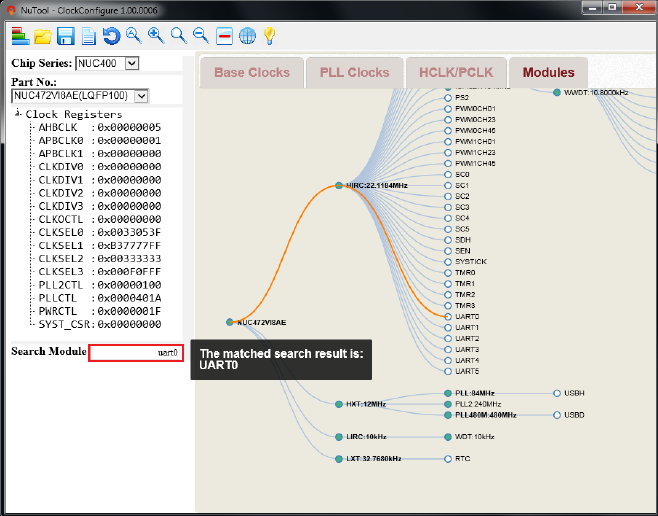 NuTool - ClockConfigure 1.00.0006
Chip Series: NUC400
Part No.:
NUC472VI8AE(LQFP100)
Clock Registers
AHBCLK :0x00000005
APBCLK0 :0x00000001
APBCLK1 :0x00000000
CLKDIV0 :0x00000000
CLKDIV1 :0x00000000
CLKDIV2 :0x00000000
CLKDIV3 :0x00000000
CLKOCTL :0x00000000
CLKSEL0 :0x0033053F
CLKSEL1 :0xB37777FF
CLKSEL2 :0x00333333
CLKSEL3 :0x000F0FFF
PLL2CTL :0x00000100
PLLCTL :0x0000401A
PWRCTL :0x0000001F
SYST_CSR:0x00000000
Search Module uart0
Base Clocks
PLL Clocks
HCLK/PCLK
Modules
WWDT:10.8000kHz
PS2
PWM0CH01
PWM0CH23
PWM0CH45
PWM1CH01
PWM1CH23
PWM1CH45
SC0
HIRC:22.1184MHz
SC1
SC2
SC3
SC4
SC5
SDH
SEN
SYSTICK
TMR0
TMR1
TMR2
TMR3
UART0
NUC472VI8AE
UART1
UART2
UART3
UART4
UART5
The matched search result is:
UART0
PLL:84MHz
USBH
HXT:12MHz
PLL2:240MHz
PLL480M:480MHz
USBD
LIRC:10kHz
WDT:10kHz
LXT:32.7680kHz
RTC